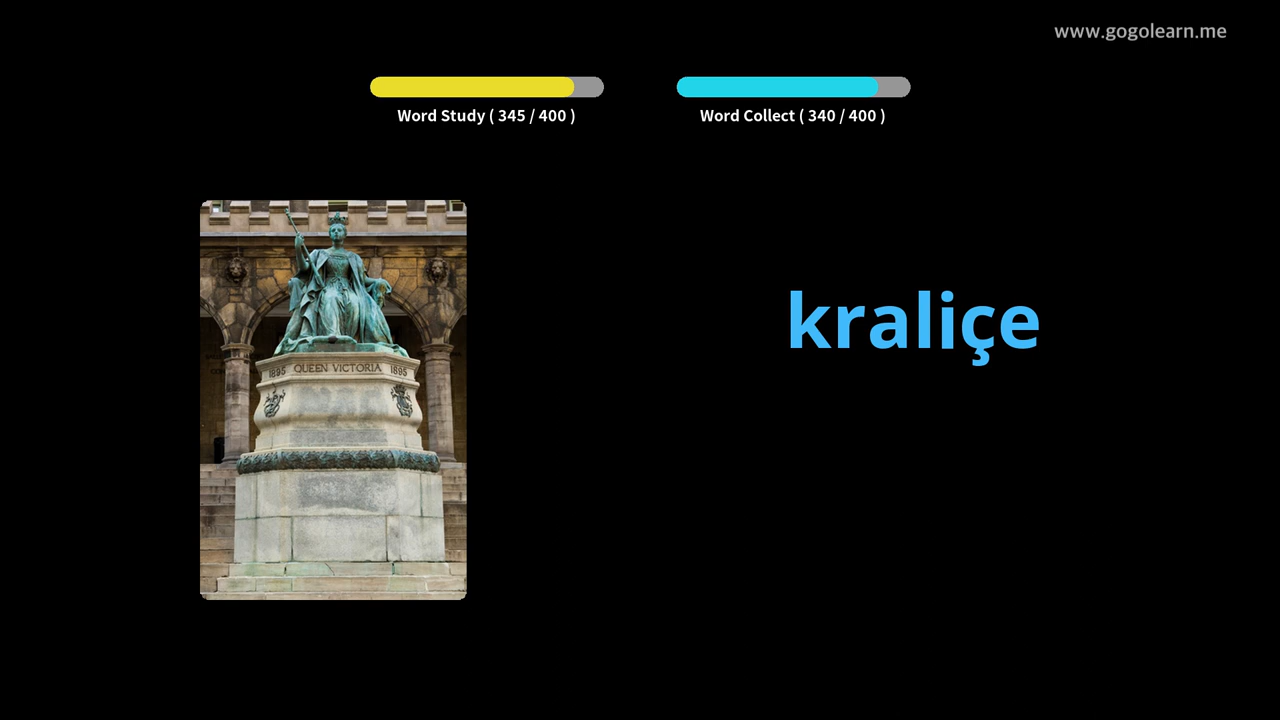 www.gogolearn.me
Word Study ( 345 / 400 )
Word Collect ( 340 / 400 )
kraliçe
1895 QUEEN VICTORIA 1895